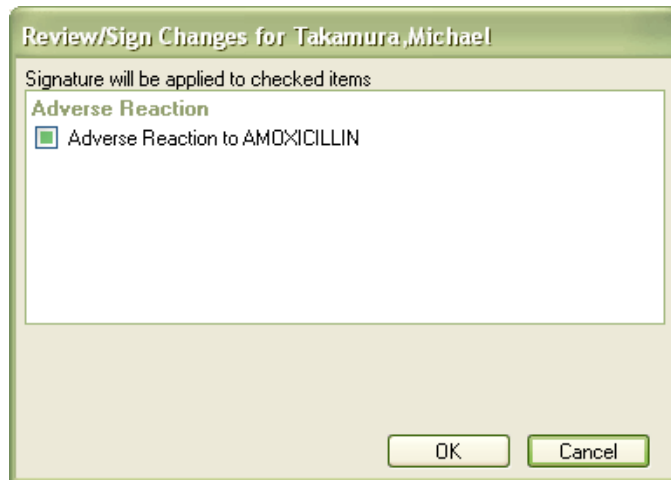 Review/Sign Changes for Takamura,Michael
Signature will be applied to checked items
Adverse Reaction
Adverse Reaction to AMOXICILLIN
OK
Cancel